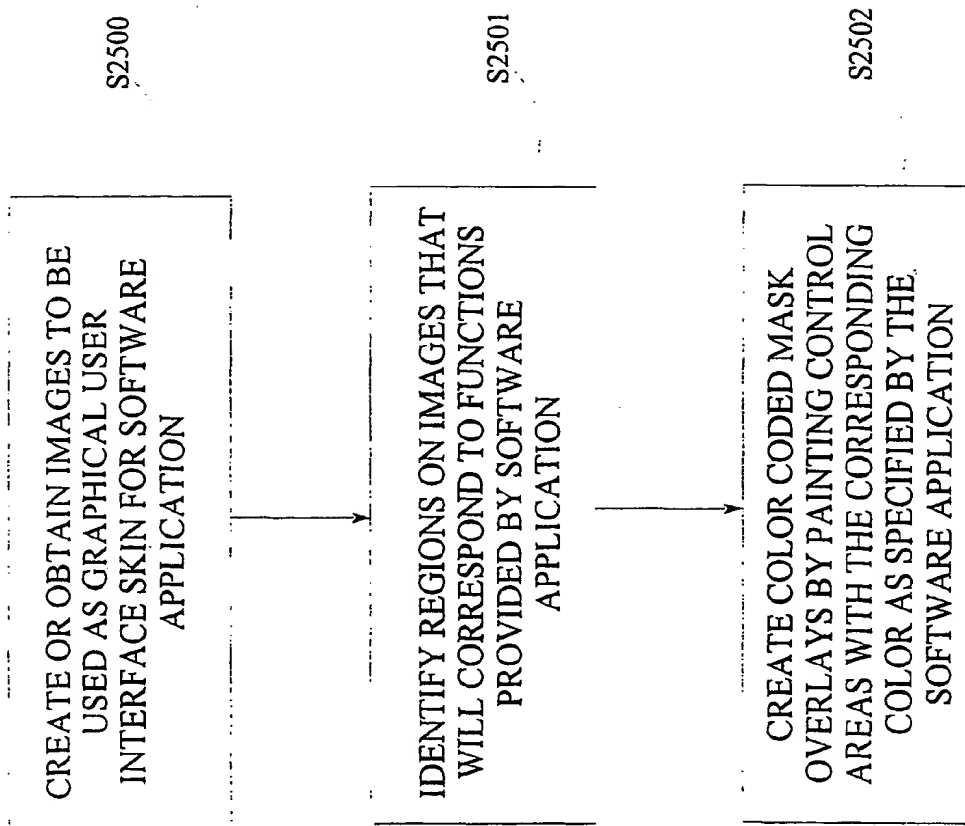 CREATE OR OBTAIN IMAGES TO BE
USED AS GRAPHICAL USER
INTERFACE SKIN FOR SOFTWARE
APPLICATION
S2500
IDENTIFY REGIONS ON IMAGES THAT
WILL CORRESPOND TO FUNCTIONS
PROVIDED BY SOFTWARE
APPLICATION
S2501
CREATE COLOR CODED MASK
OVERLAYS BY PAINTING CONTROL
AREAS WITH THE CORRESPONDING
COLOR AS SPECIFIED BY THE
SOFTWARE APPLICATION
S2502